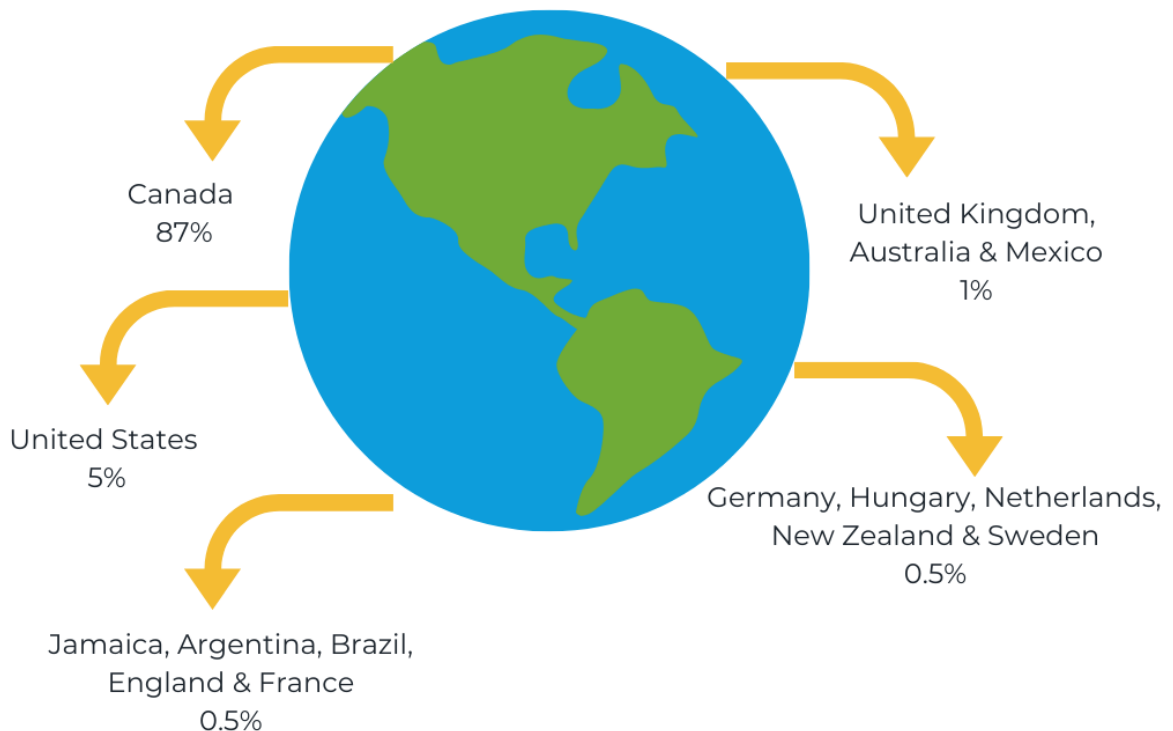 Canada
87%
United States
5%
Jamaica, Argentina, Brazil,
England & France
0.5%
United Kingdom,
Australia & Mexico
1%
Germany, Hungary, Netherlands,
New Zealand & Sweden
0.5%